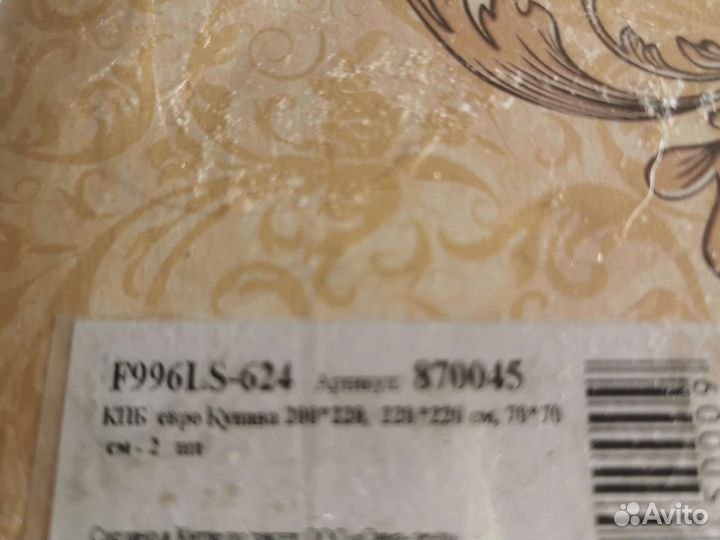 F996LS-624 Артикул: 870045
КПБ евро Купава 200*220, 220*220 см, 70*70
см - 2 шт
Avito